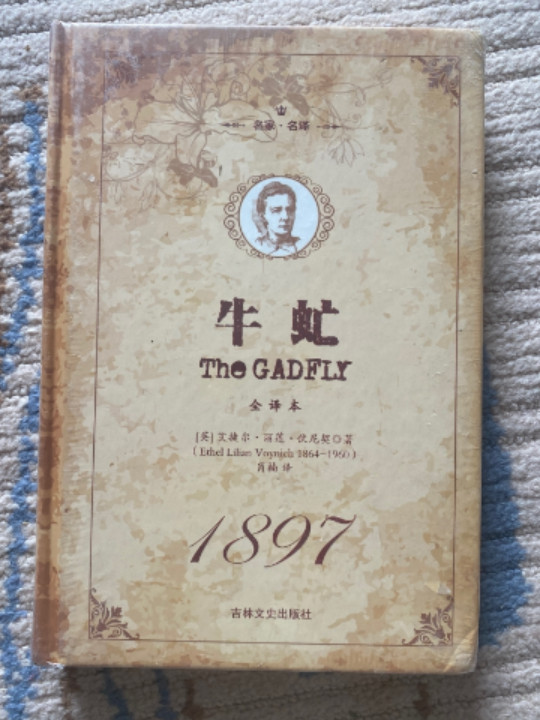 名家·名译
牛虻
The GADFLY
全译本
[英]艾捷尔·丽莲·伏尼契◎著
(Ethel Lilian Voynich 1864-1960)
肖楠 译
1897
吉林文史出版社